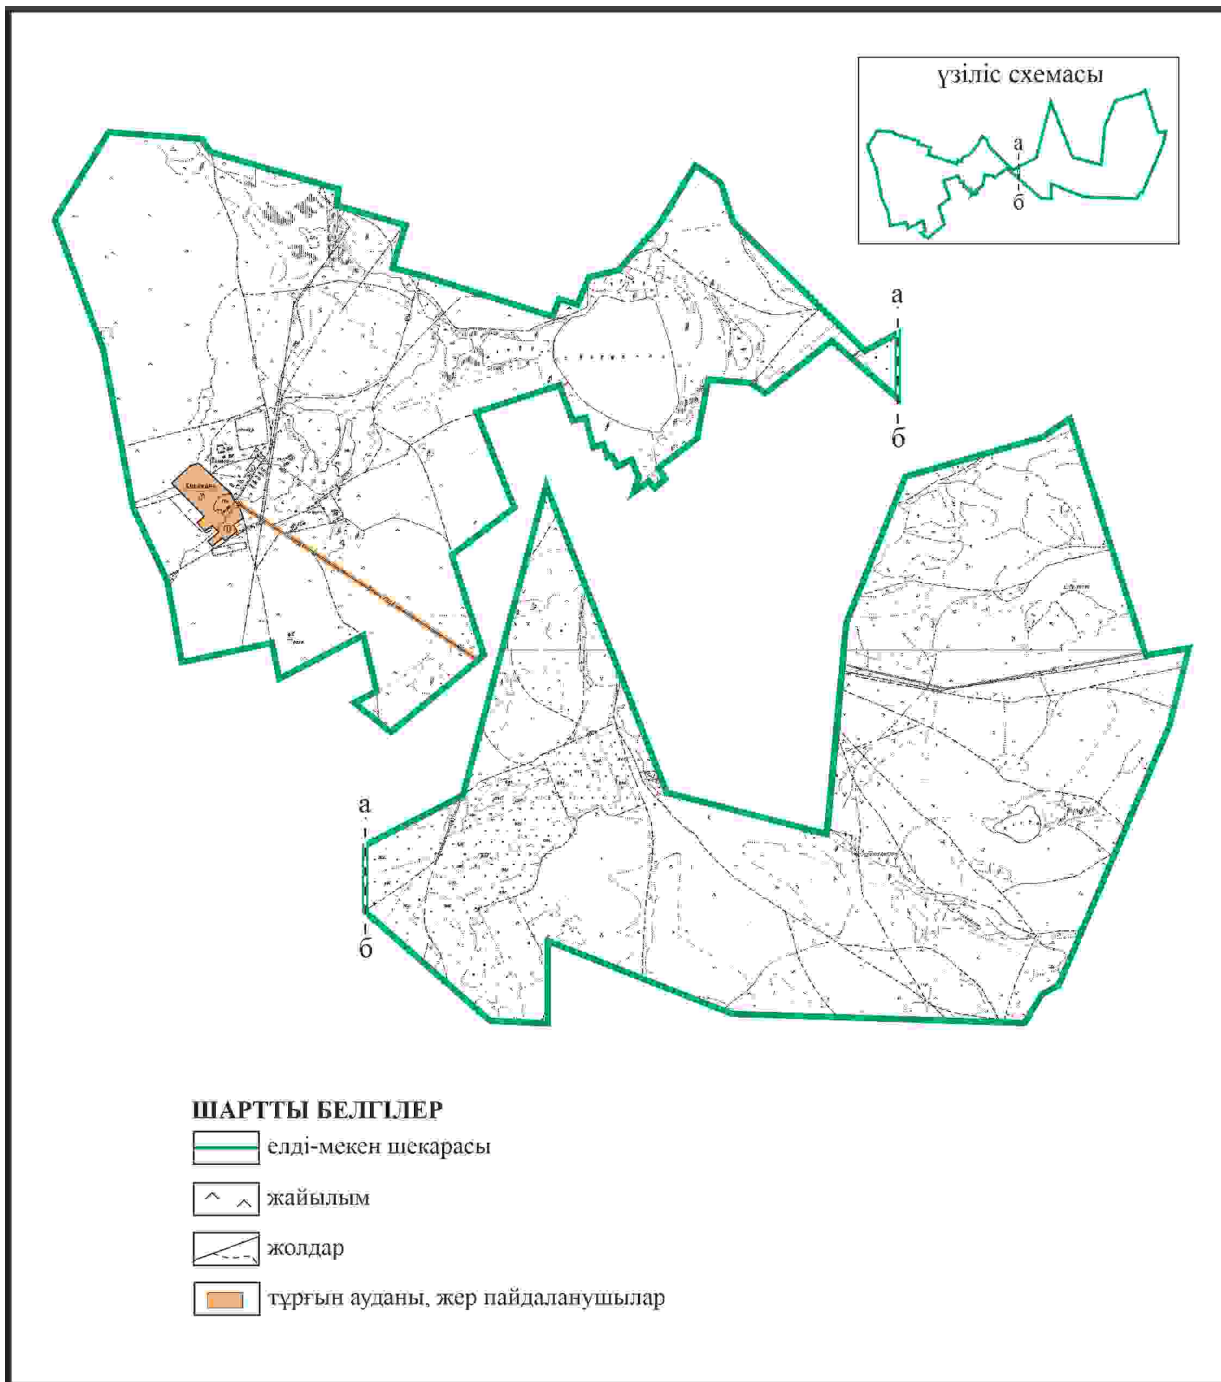 үзіліс схемасы
а
б
а
б
а
б
ШАРТТЫ БЕЛГІЛЕР
елді-мекен шекарасы
жайылым
жолдар
тұрғын ауданы, жер пайдаланушылар